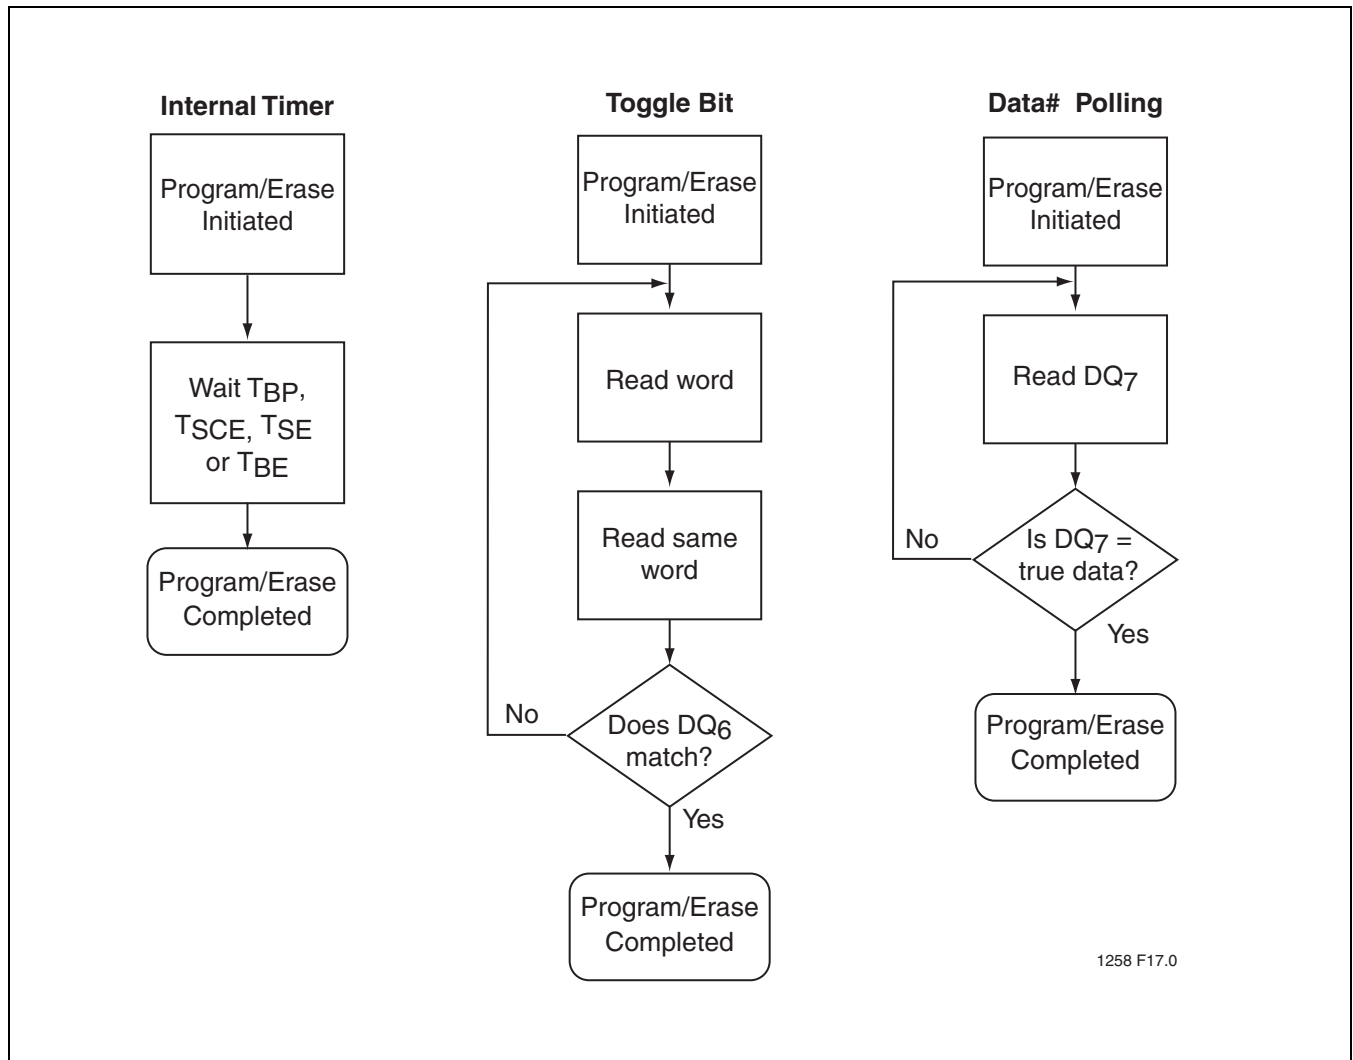 Internal Timer
Program/Erase
Initiated
Wait TBP,
TSCE, TSE
or TBE
Program/Erase
Completed
Toggle Bit
Program/Erase
Initiated
Read word
Read same
word
Does DQ6
match?
No
Yes
Program/Erase
Completed
Data# Polling
Program/Erase
Initiated
Read DQ7
Is DQ7 =
true data?
No
Yes
Program/Erase
Completed
1258 F17.0